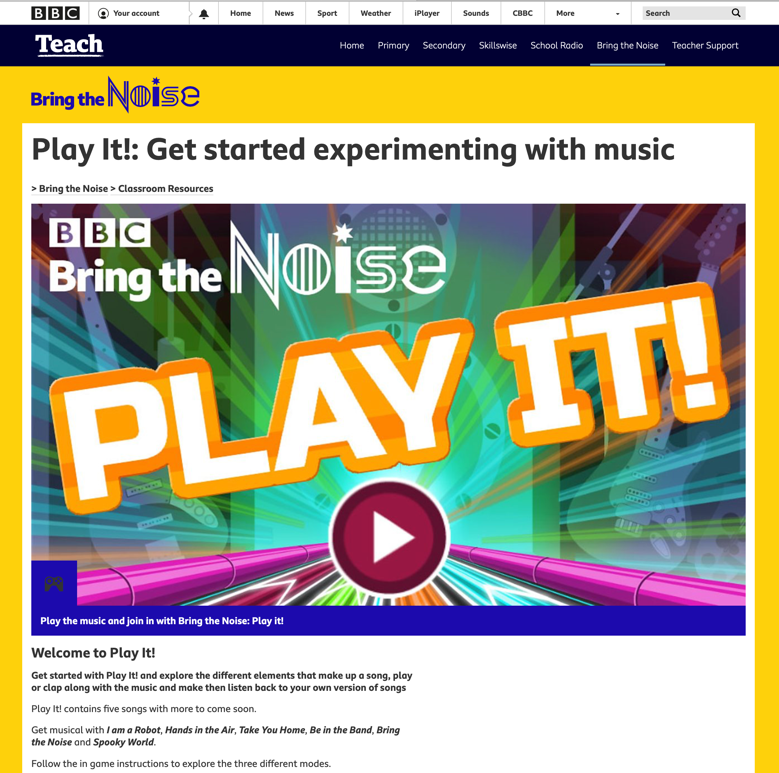 BBC
Your account
Home
News
Sport
Weather
iPlayer
Sounds
CBBC
More
Search
Teach
Home
Primary
Secondary
Skillswise
School Radio
Bring the Noise
Teacher Support
Bring the Noise
Play It!: Get started experimenting with music
> Bring the Noise > Classroom Resources
BBC
Bring the Noise
PLAY IT!
Play the music and join in with Bring the Noise: Play it!
Welcome to Play It!
Get started with Play It! and explore the different elements that make up a song, play
or clap along with the music and make then listen back to your own version of songs
Play It! contains five songs with more to come soon.
Get musical with I am a Robot, Hands in the Air, Take You Home, Be in the Band, Bring
the Noise and Spooky World.
Follow the in game instructions to explore the three different modes.